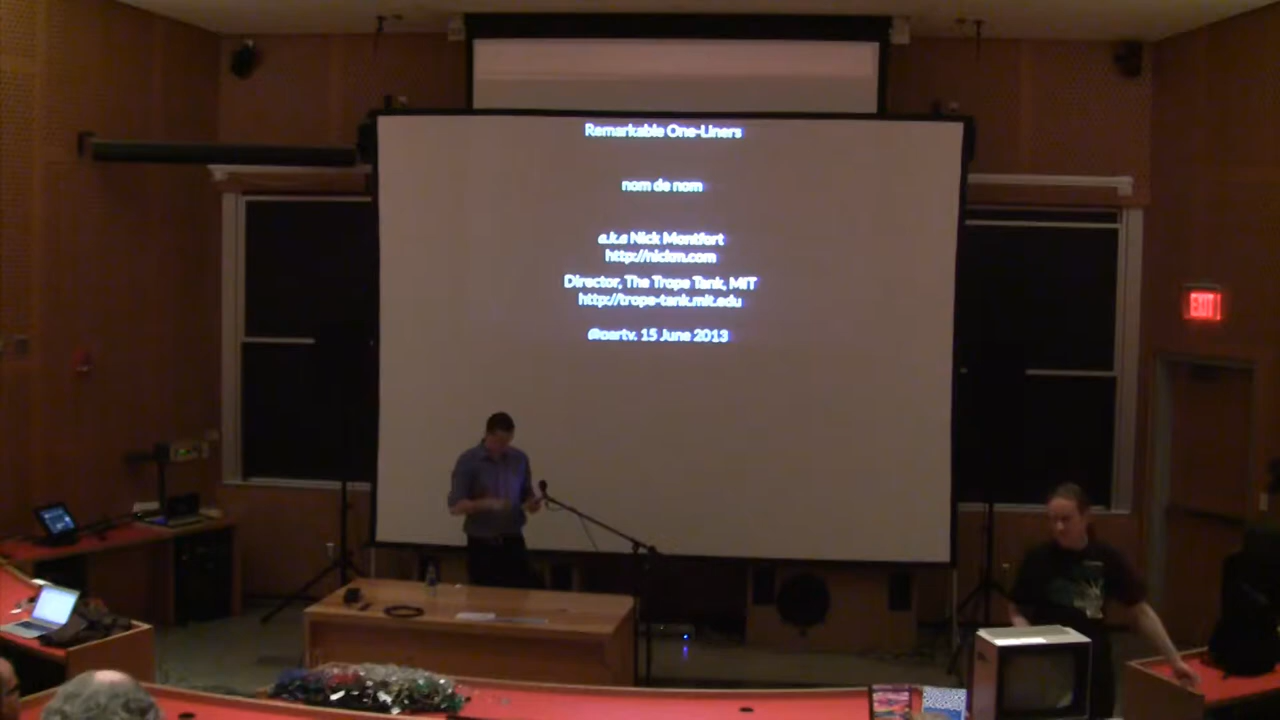 Remarkable One-Liners
nom de nom
a.k.a Nick Montfort
http://nickm.com
Director, The Trope Tank, MIT
http://trope-tank.mit.edu
@party, 15 June 2013
EXIT